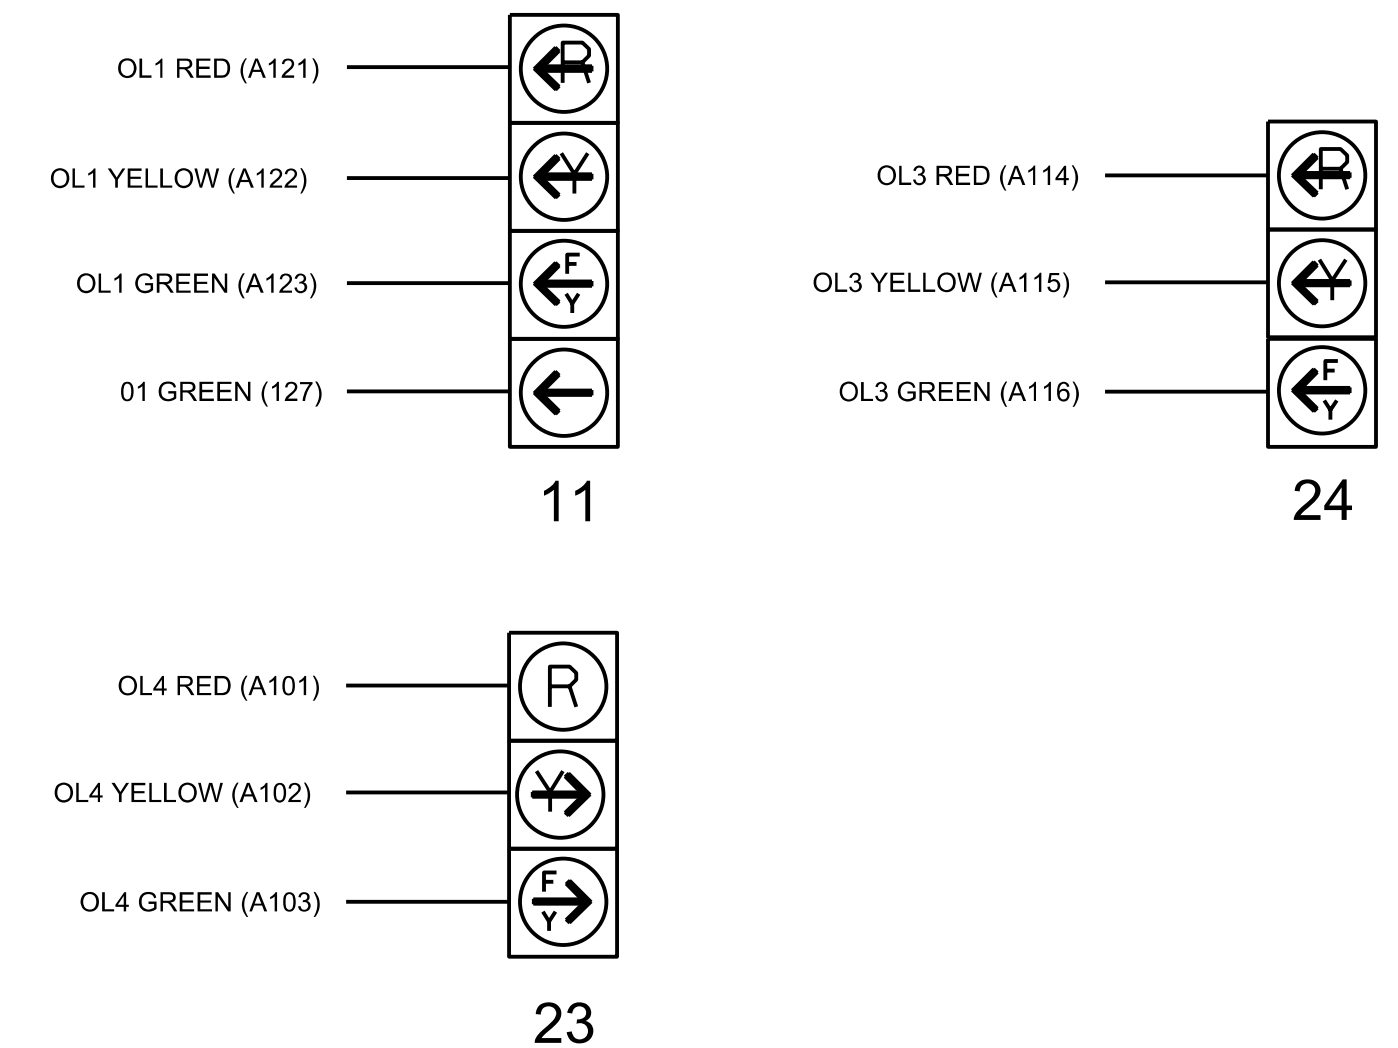 OL1 RED (A121)
R
OL1 YELLOW (A122)
Y
OL1 GREEN (A123)
F
Y
01 GREEN (127)
11
OL3 RED (A114)
R
OL3 YELLOW (A115)
Y
OL3 GREEN (A116)
F
Y
24
OL4 RED (A101)
R
OL4 YELLOW (A102)
Y
OL4 GREEN (A103)
F
Y
23